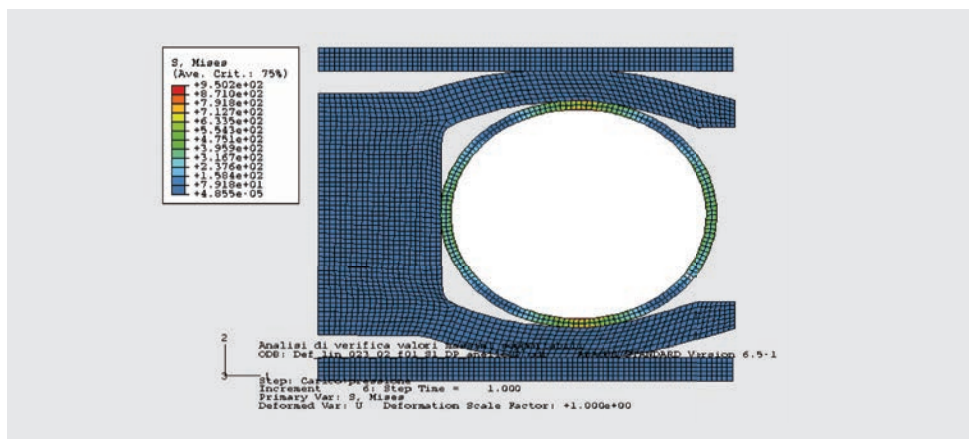 S, Mises
(Ave. Crit.: 75%)
+9.502e+02
+8.710e+02
+7.918e+02
+7.127e+02
+6.335e+02
+5.543e+02
+4.751e+02
+3.959e+02
+3.167e+02
+2.376e+02
+1.584e+02
+7.918e+01
+4.855e-05
2
3
1
Analisi di verifica valori
ODB: Version 6.5-1
Step: Carico-pressione
Increment 6: Step Time = 1.000
Primary Var: S, Mises
Deformed Var: U Deformation Scale Factor: +1.000e+00